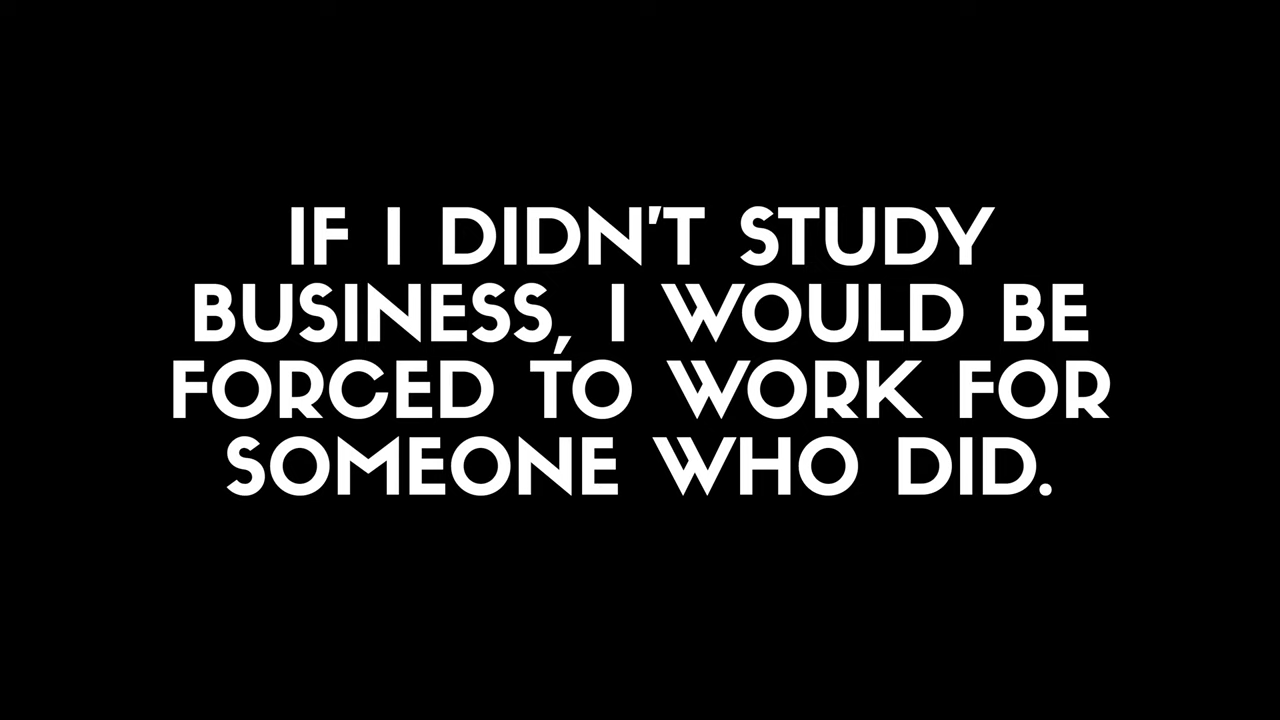 IF I DIDN'T STUDY
BUSINESS, I WOULD BE
FORCED TO WORK FOR
SOMEONE WHO DID.